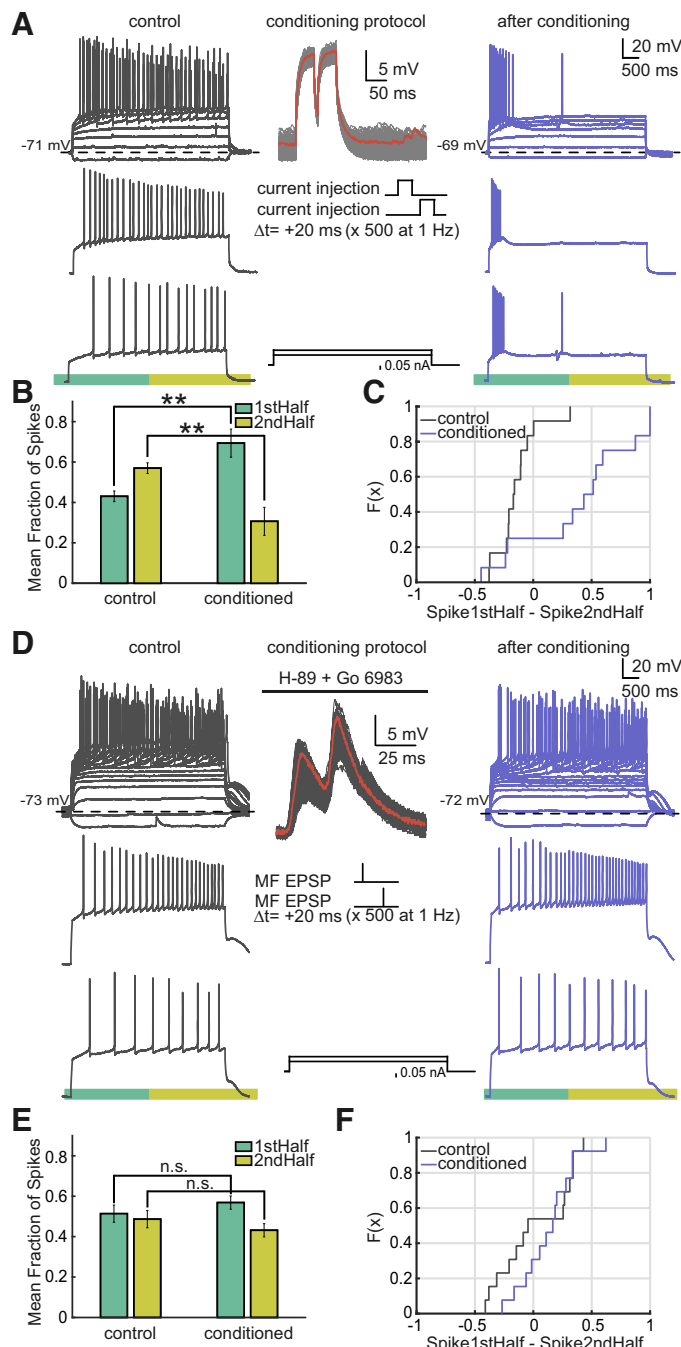 A
control
conditioning protocol
after conditioning
5 mV
50 ms
20 mV
500 ms
-71 mV
-69 mV
current injection
current injection
Δt= +20 ms (x 500 at 1 Hz)
0.05 nA
B
Mean Fraction of Spikes
0.8
0.6
0.4
0.2
0
**
**
1stHalf
2ndHalf
control
conditioned
C
F(x)
1
0.8
0.6
0.4
0.2
0
control
conditioned
-1
-0.5
0
0.5
1
Spike1stHalf - Spike2ndHalf
D
control
conditioning protocol
after conditioning
H-89 + Go 6983
5 mV
25 ms
20 mV
500 ms
-73 mV
-72 mV
MF EPSP
MF EPSP
Δt= +20 ms (x 500 at 1 Hz)
0.05 nA
E
Mean Fraction of Spikes
0.8
0.6
0.4
0.2
0
n.s.
n.s.
1stHalf
2ndHalf
control
conditioned
F
F(x)
1
0.8
0.6
0.4
0.2
0
control
conditioned
-1
-0.5
0
0.5
1
Spike1stHalf - Spike2ndHalf